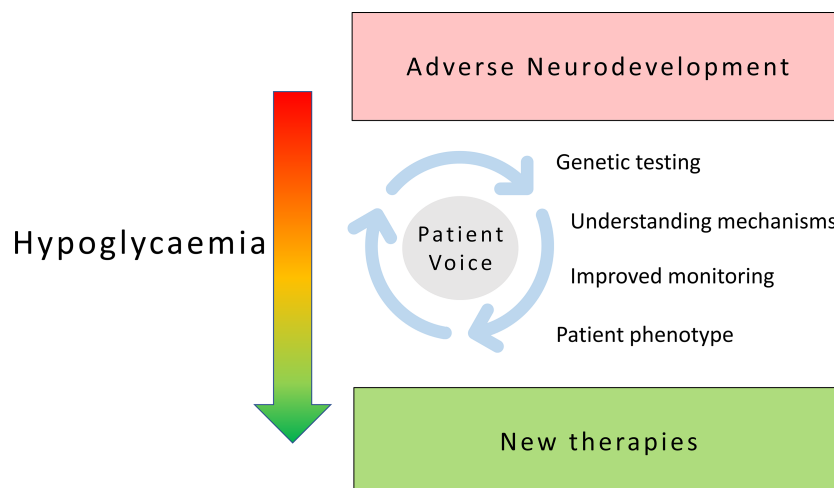 Adverse Neurodevelopment
Genetic testing
Understanding mechanisms
Hypoglycaemia
Patient
Voice
Improved monitoring
Patient phenotype
New therapies